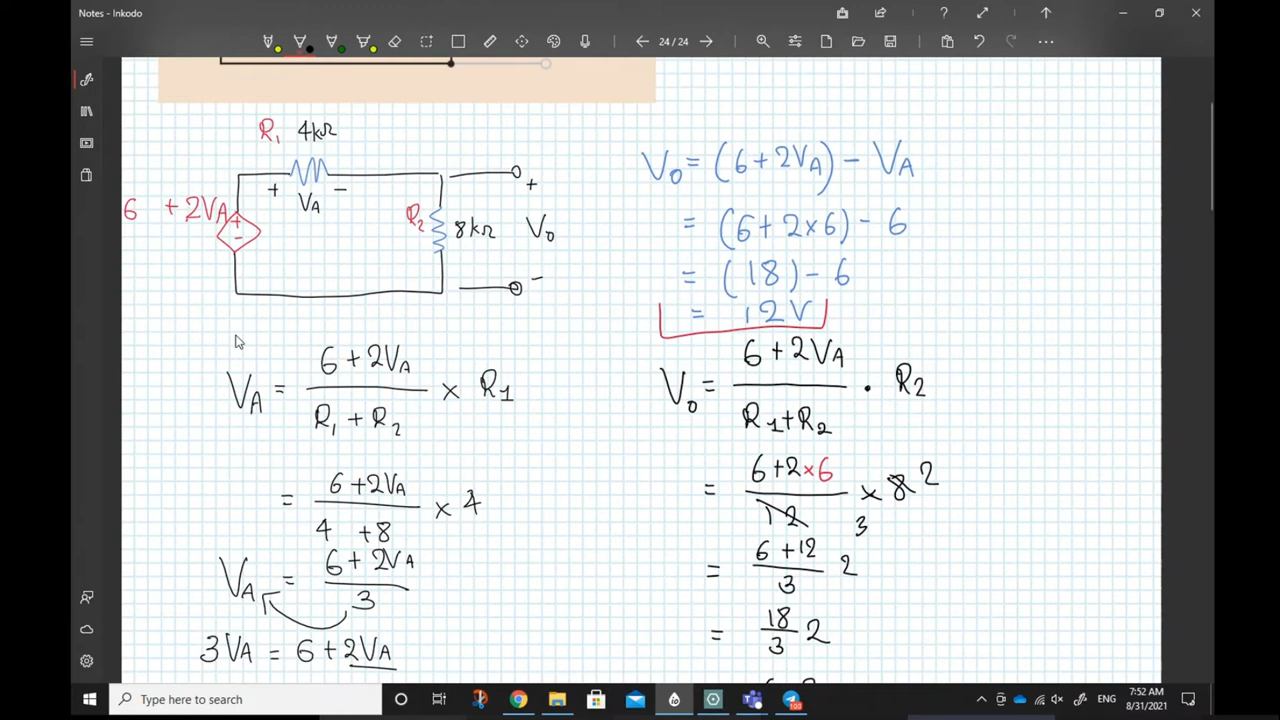 Notes - Inkodo
24 / 24
R₁ 4kΩ
+ VA −
6 +2VA
+
−
R₂ 8kΩ
+
Vo
−
VA = 6+2VA / R₁ + R₂ × R1
= 6+2VA / 4 +8 × 4
VA = 6+2VA / 3
3VA = 6+2VA
Vo = (6+2VA) − VA
= (6+2×6) − 6
= (18) − 6
= 12V
Vo = 6+2VA / R1+R2 · R2
= 6+2×6 / 12 × 8 2
3
= 6+12 / 3 2
= 18 / 3 2
Type here to search
100
ENG
7:52 AM
8/31/2021